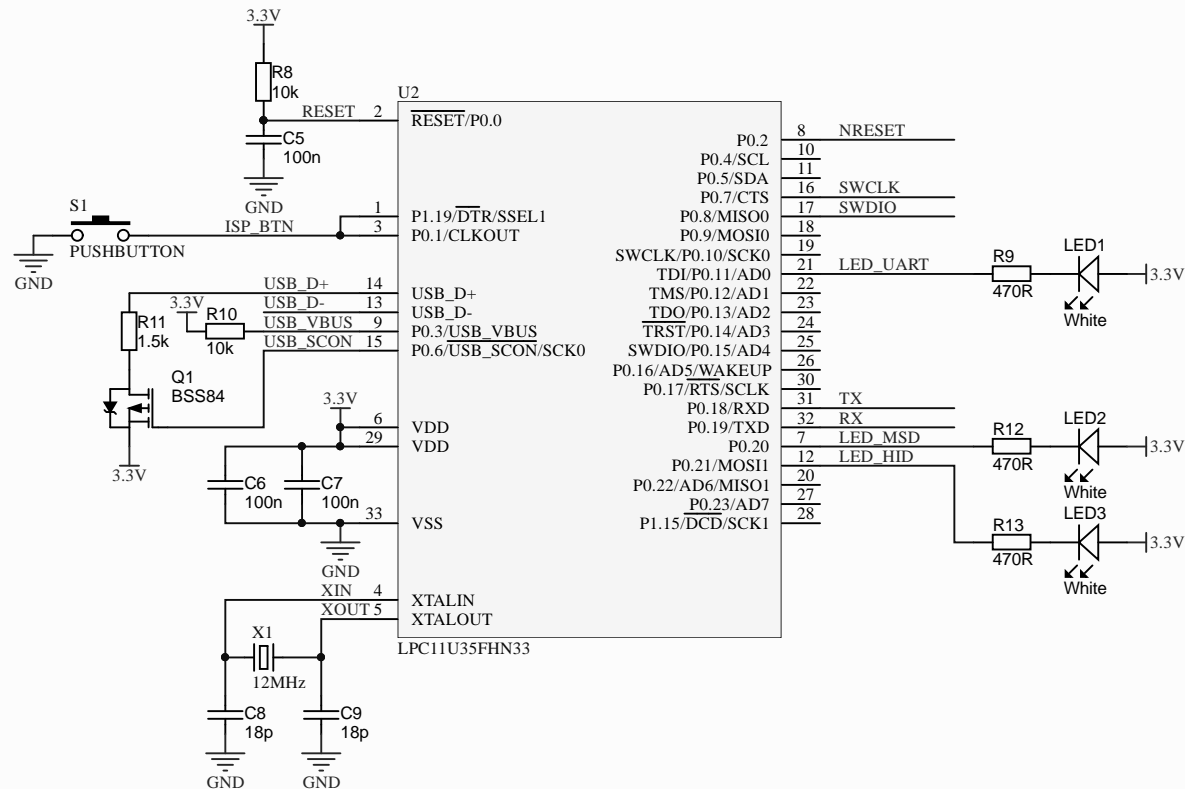 3.3V
R8
10k
RESET
C5
100n
GND
S1
PUSHBUTTON
GND
ISP_BTN
USB_D+
USB_D-
USB_VBUS
USB_SCON
3.3V
R10
10k
R11
1.5k
Q1
BSS84
3.3V
3.3V
C6
100n
C7
100n
GND
XIN
XOUT
X1
12MHz
C8
18p
C9
18p
GND
GND
U2
2 RESET/P0.0
1 P1.19/DTR/SSEL1
3 P0.1/CLKOUT
14 USB_D+
13 USB_D-
9 P0.3/USB_VBUS
15 P0.6/USB_SCON/SCK0
6 VDD
29 VDD
33 VSS
4 XTALIN
5 XTALOUT
LPC11U35FHN33
P0.2 8 NRESET
P0.4/SCL 10
P0.5/SDA 11
P0.7/CTS 16 SWCLK
P0.8/MISO0 17 SWDIO
P0.9/MOSI0 18
SWCLK/P0.10/SCK0 19
TDI/P0.11/AD0 21 LED_UART
TMS/P0.12/AD1 22
TDO/P0.13/AD2 23
TRST/P0.14/AD3 24
SWDIO/P0.15/AD4 25
P0.16/AD5/WAKEUP 26
P0.17/RTS/SCLK 30
P0.18/RXD 31 TX
P0.19/TXD 32 RX
P0.20 7 LED_MSD
P0.21/MOSI1 12 LED_HID
P0.22/AD6/MISO1 20
P0.23/AD7 27
P1.15/DCD/SCK1 28
R9
470R
LED1
White
3.3V
R12
470R
LED2
White
3.3V
R13
470R
LED3
White
3.3V